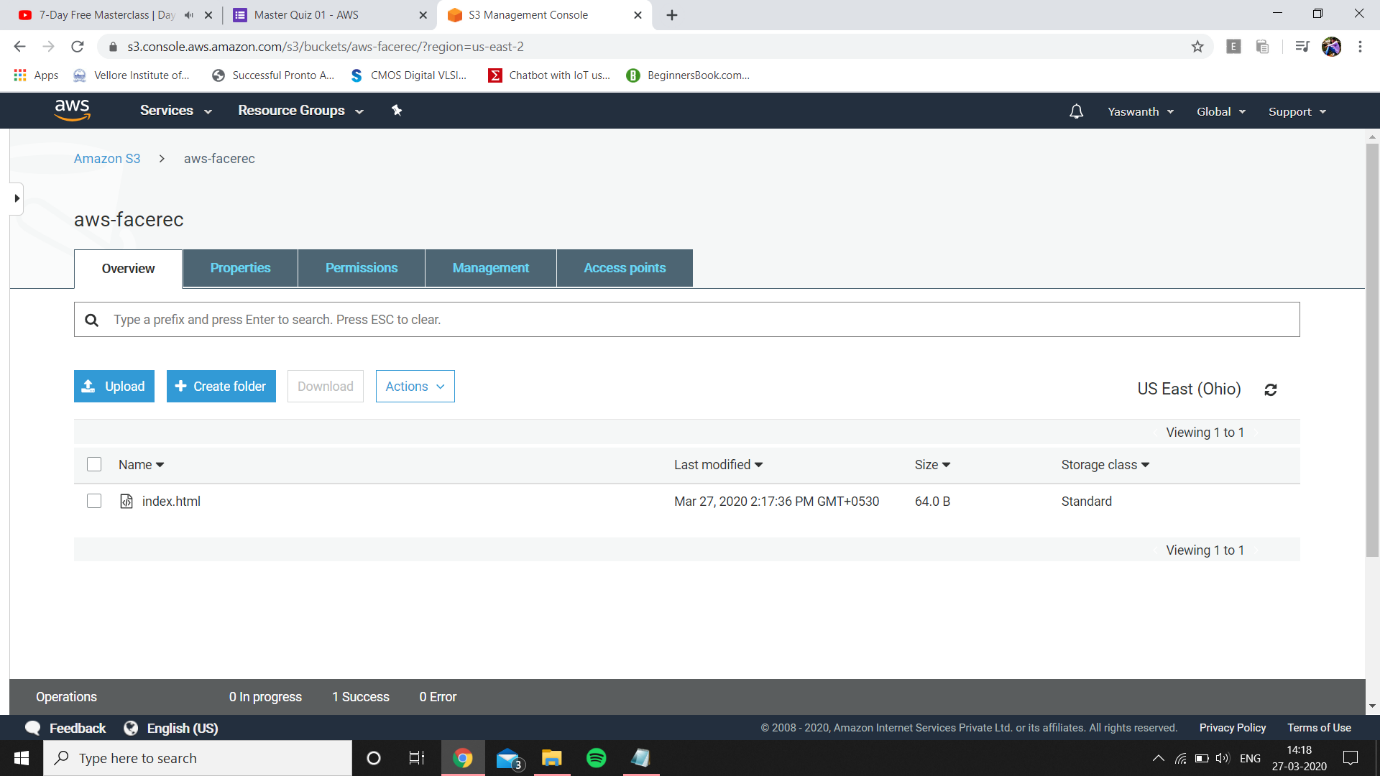 7-Day Free Masterclass | Day
Master Quiz 01 - AWS
S3 Management Console
s3.console.aws.amazon.com/s3/buckets/aws-facerec/?region=us-east-2
E
Apps
Vellore Institute of...
Successful Pronto A...
S CMOS Digital VLSI...
Σ Chatbot with IoT us...
B BeginnersBook.com...
aws
Services
Resource Groups
Yaswanth
Global
Support
Amazon S3 > aws-facerec
aws-facerec
Overview
Properties
Permissions
Management
Access points
Type a prefix and press Enter to search. Press ESC to clear.
Upload
+ Create folder
Download
Actions
US East (Ohio)
Viewing 1 to 1
Name
Last modified
Size
Storage class
index.html
Mar 27, 2020 2:17:36 PM GMT+0530
64.0 B
Standard
Viewing 1 to 1
Operations
0 In progress
1 Success
0 Error
Feedback
English (US)
© 2008 - 2020, Amazon Internet Services Private Ltd. or its affiliates. All rights reserved.
Privacy Policy
Terms of Use
Type here to search
3
ENG
14:18
27-03-2020